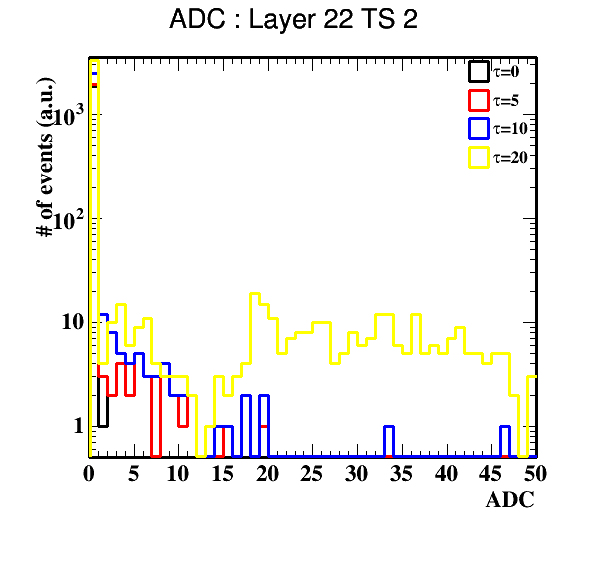 ADC : Layer 22 TS 2
# of events (a.u.)
10³
10²
10
1
τ=0
τ=5
τ=10
τ=20
0 5 10 15 20 25 30 35 40 45 50
ADC